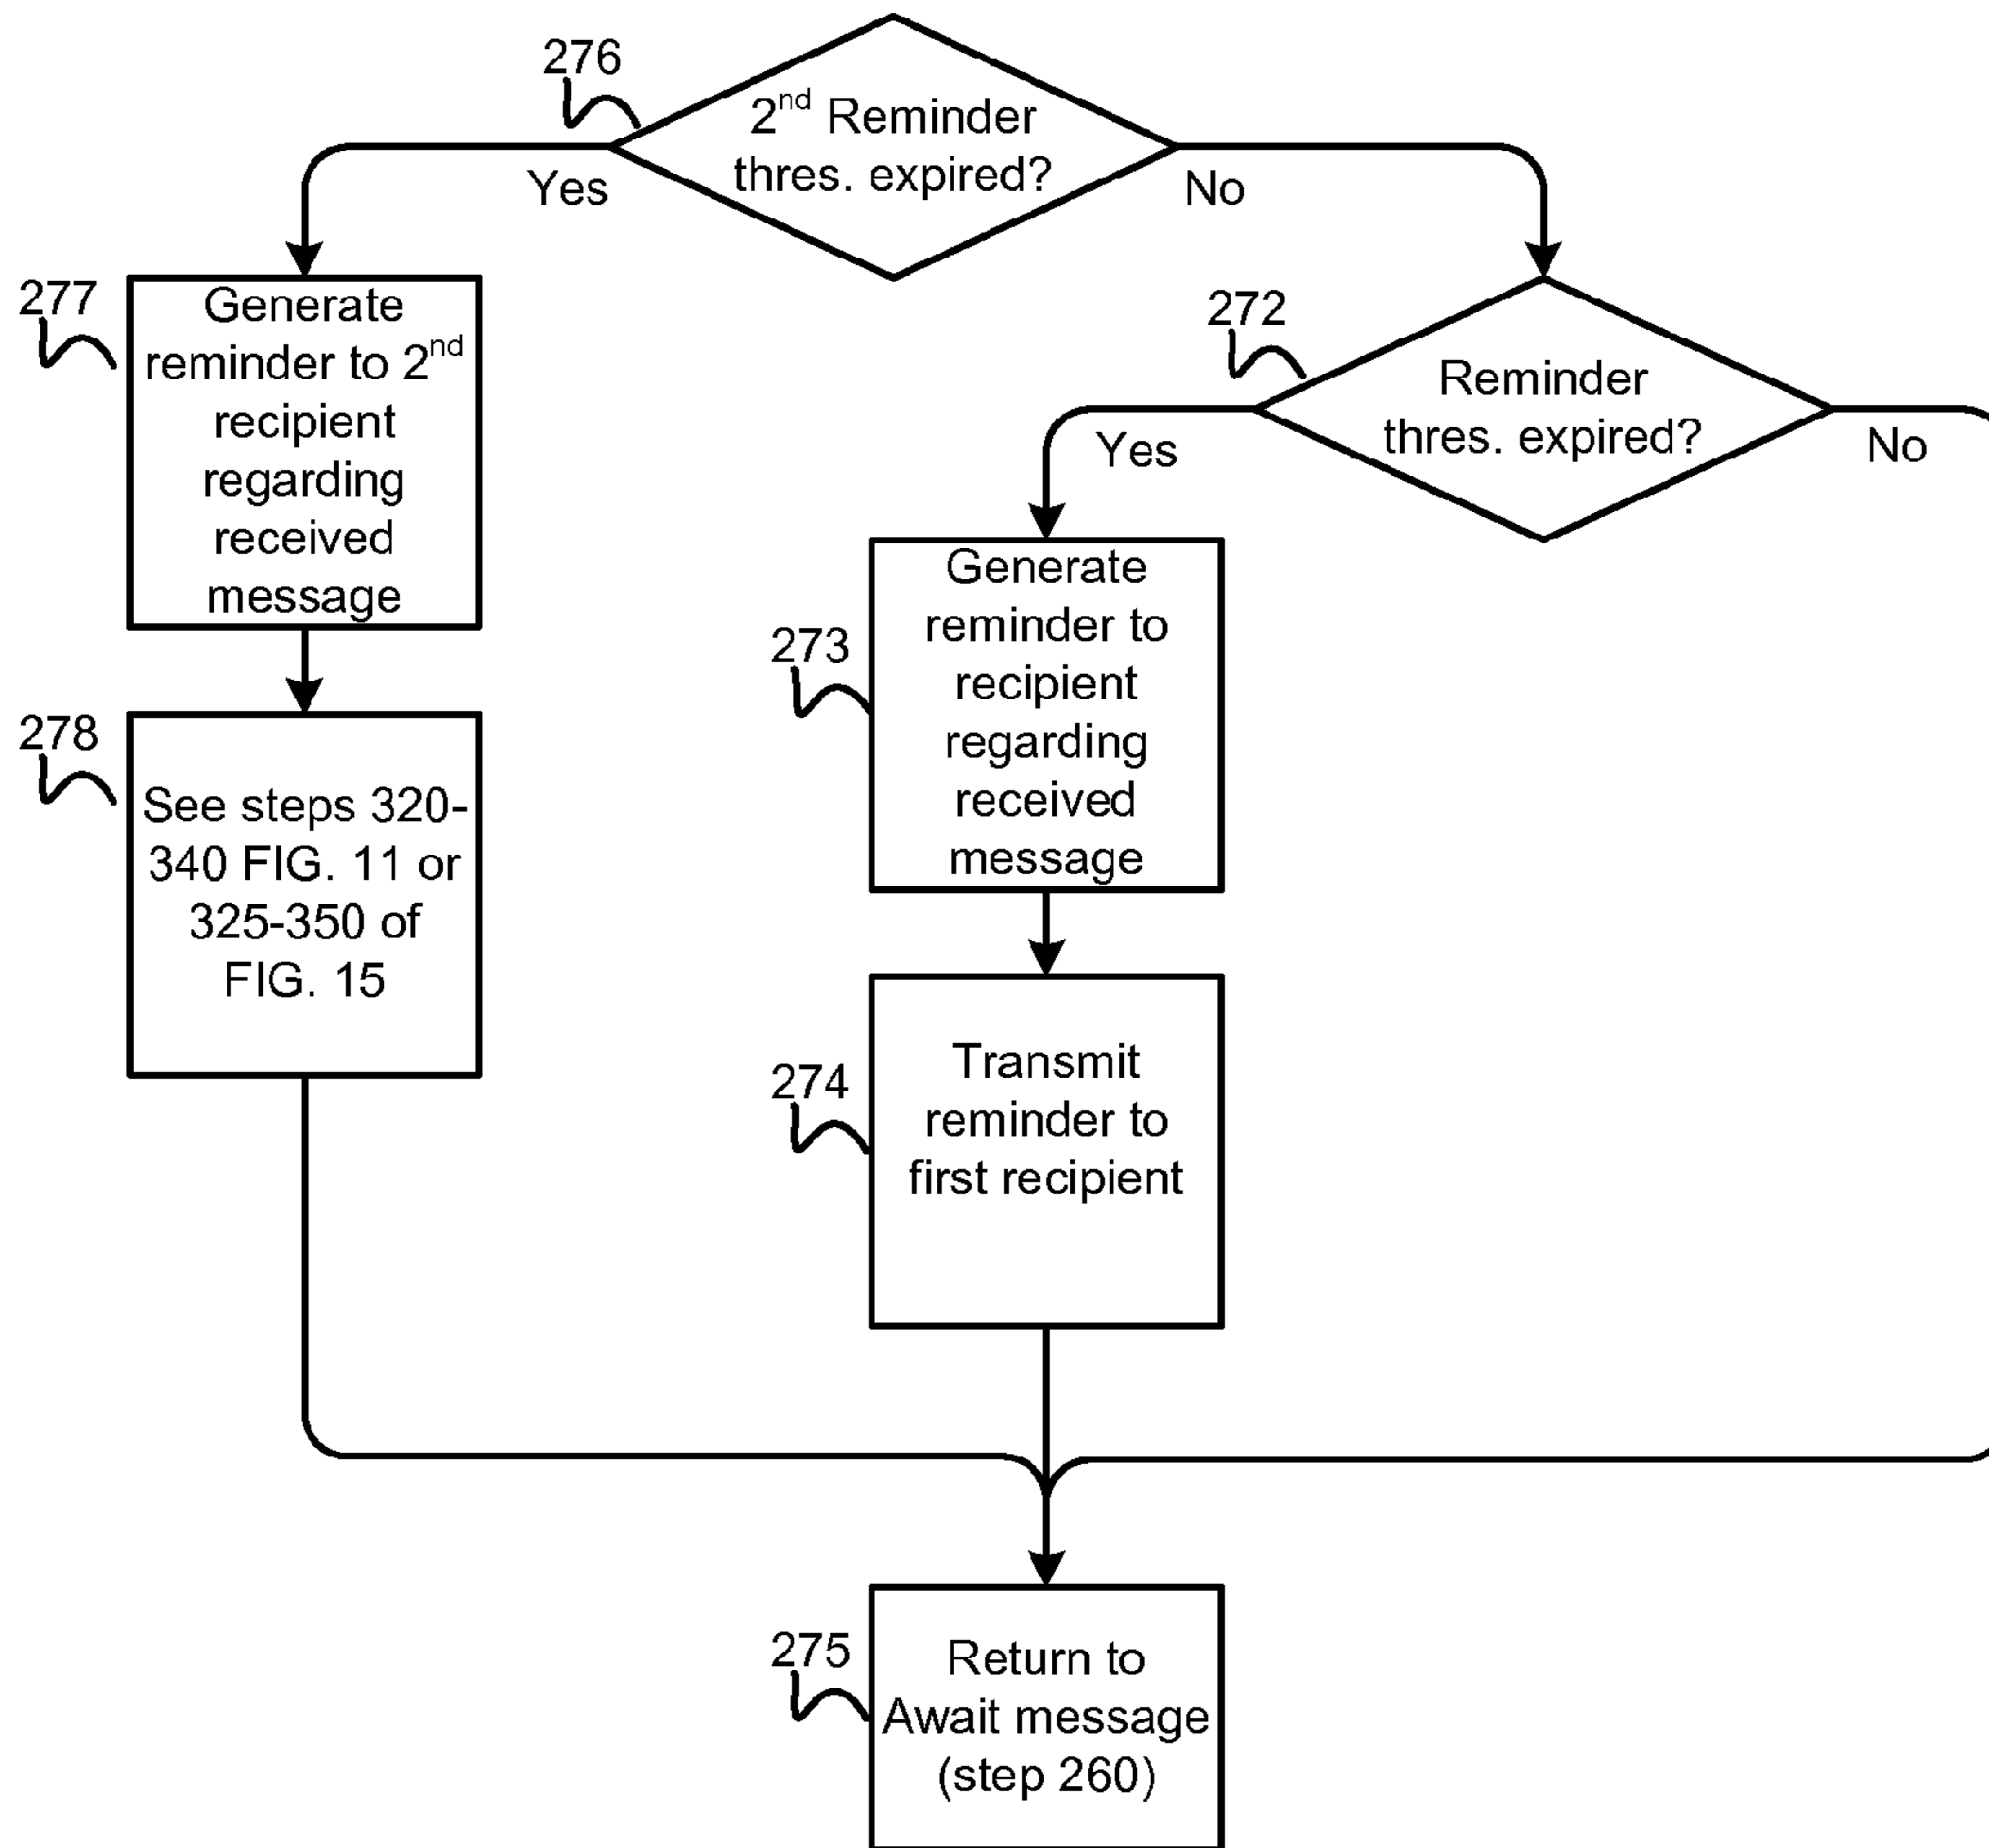 276
2nd Reminder
thres. expired?
Yes
No
277
Generate
reminder to 2nd
recipient
regarding
received
message
272
Reminder
thres. expired?
Yes
No
273
Generate
reminder to
recipient
regarding
received
message
278
See steps 320-
340 FIG. 11 or
325-350 of
FIG. 15
274
Transmit
reminder to
first recipient
275
Return to
Await message
(step 260)